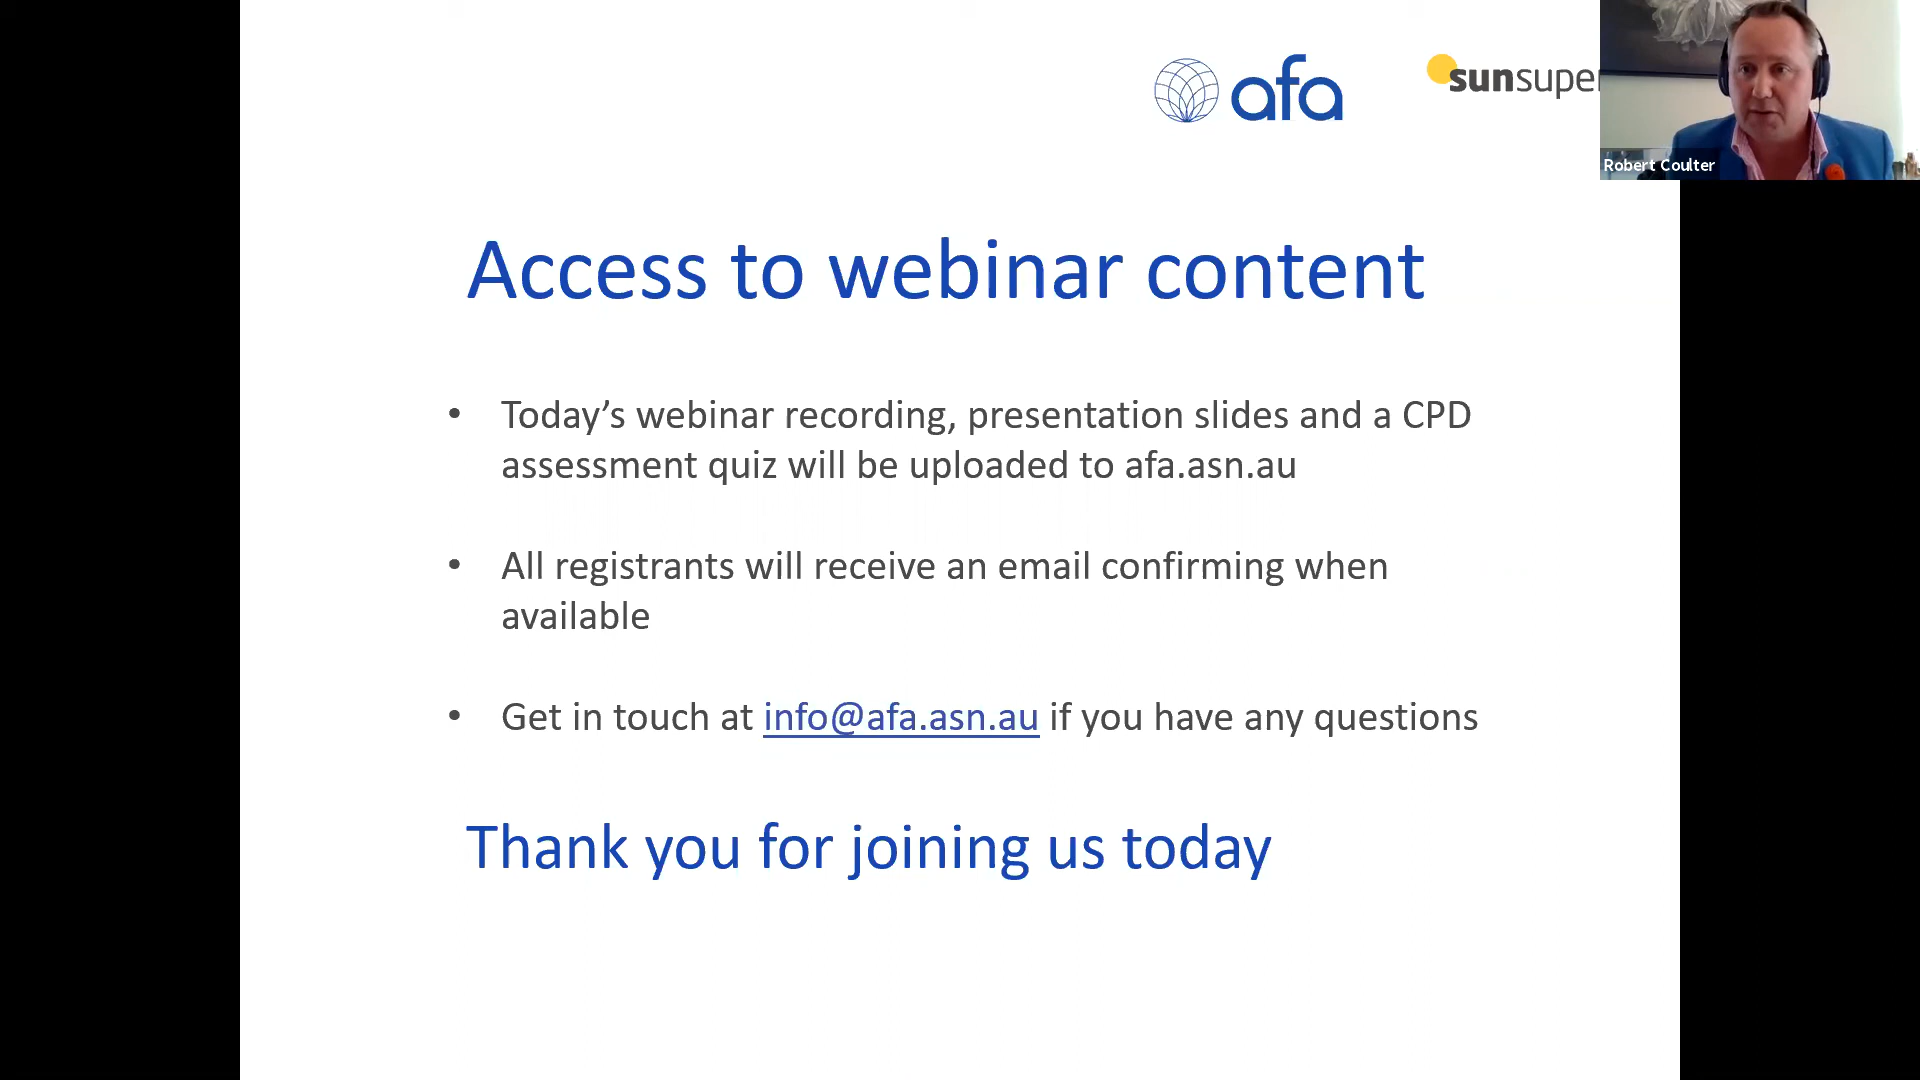 afa
sunsuper
Robert Coulter
Access to webinar content
• Today’s webinar recording, presentation slides and a CPD
assessment quiz will be uploaded to afa.asn.au
• All registrants will receive an email confirming when
available
• Get in touch at info@afa.asn.au if you have any questions
Thank you for joining us today